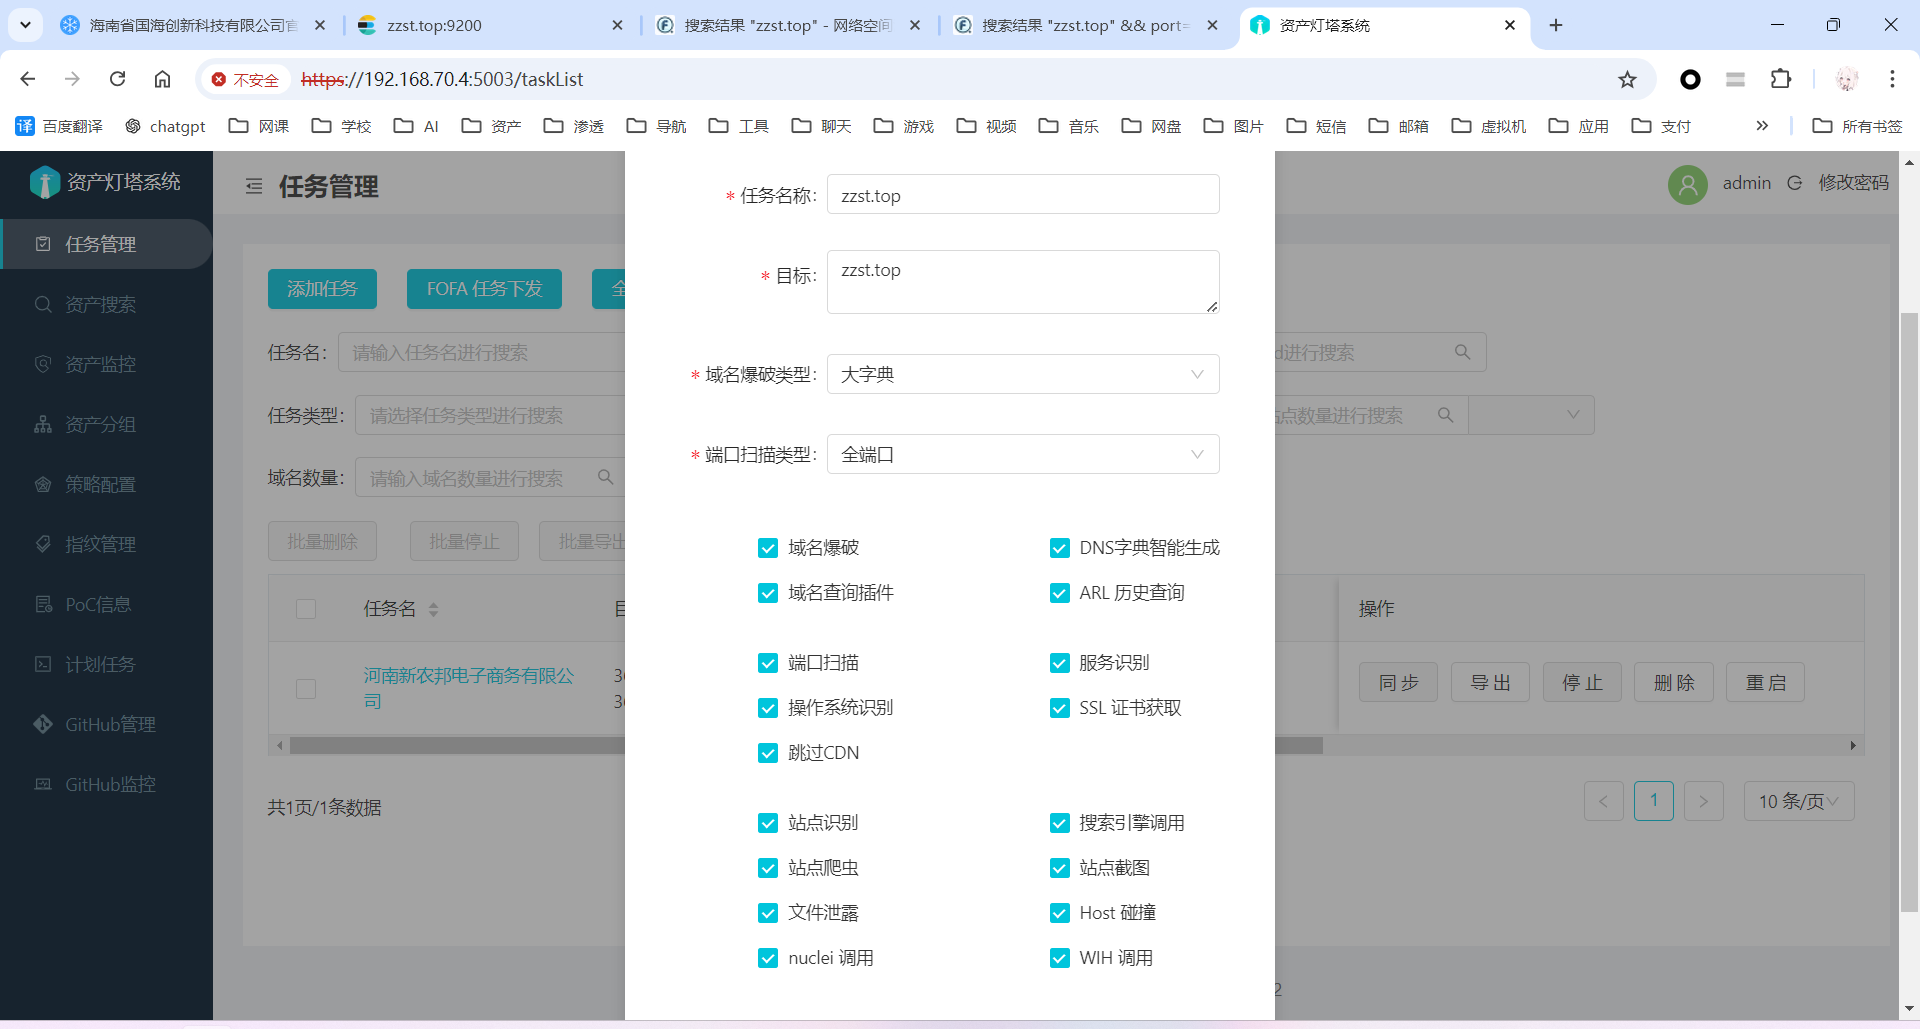 海南省国海创新科技有限公司官
zzst.top:9200
搜索结果 "zzst.top" - 网络空间
搜索结果 "zzst.top" && port=
资产灯塔系统
不安全
https://192.168.70.4:5003/taskList
译 百度翻译
chatgpt
网课
学校
AI
资产
渗透
导航
工具
聊天
游戏
视频
音乐
网盘
图片
短信
邮箱
虚拟机
应用
支付
所有书签
资产灯塔系统
任务管理
资产搜索
资产监控
资产分组
策略配置
指纹管理
PoC信息
计划任务
GitHub管理
GitHub监控
任务管理
admin
修改密码
添加任务
FOFA 任务下发
全
任务名:
请输入任务名进行搜索
d进行搜索
任务类型:
请选择任务类型进行搜索
站点数量进行搜索
域名数量:
请输入域名数量进行搜索
批量删除
批量停止
批量导出
任务名
操作
河南新农邦电子商务有限公
司
同 步
导 出
停 止
删 除
重 启
共1页/1条数据
1
10 条/页
2
* 任务名称:
zzst.top
* 目标:
zzst.top
* 域名爆破类型:
大字典
* 端口扫描类型:
全端口
域名爆破
DNS字典智能生成
域名查询插件
ARL 历史查询
端口扫描
服务识别
操作系统识别
SSL 证书获取
跳过CDN
站点识别
搜索引擎调用
站点爬虫
站点截图
文件泄露
Host 碰撞
nuclei 调用
WIH 调用